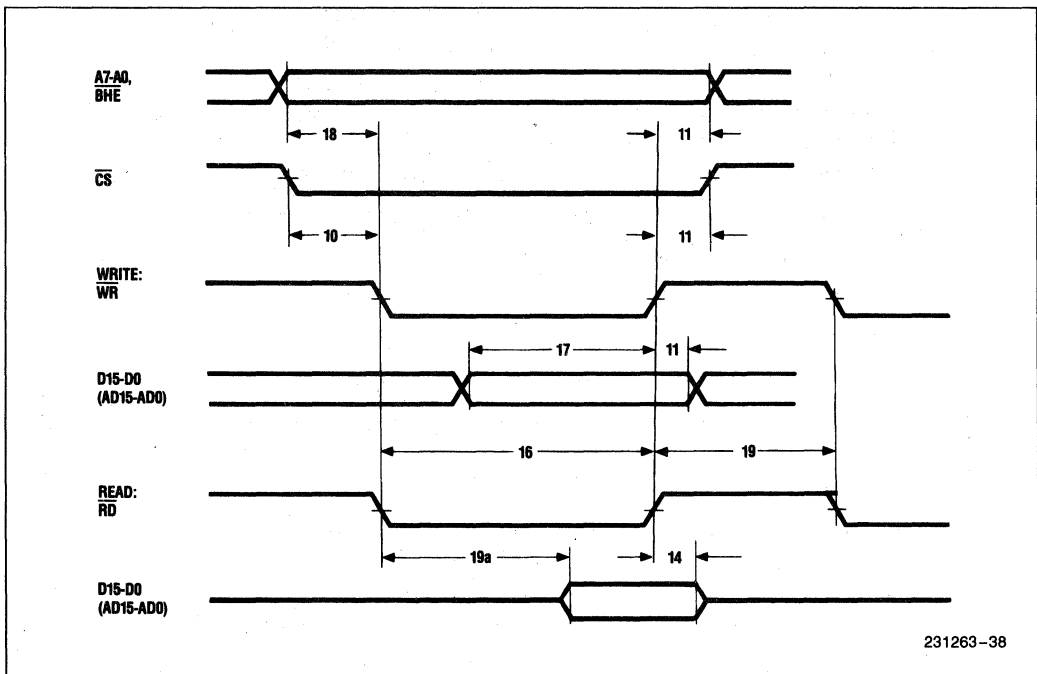 A7-A0,
BHE
18
11
CS
10
11
WRITE:
WR
17
11
D15-D0
(AD15-AD0)
16
19
READ:
RD
19a
14
D15-D0
(AD15-AD0)
231263-38